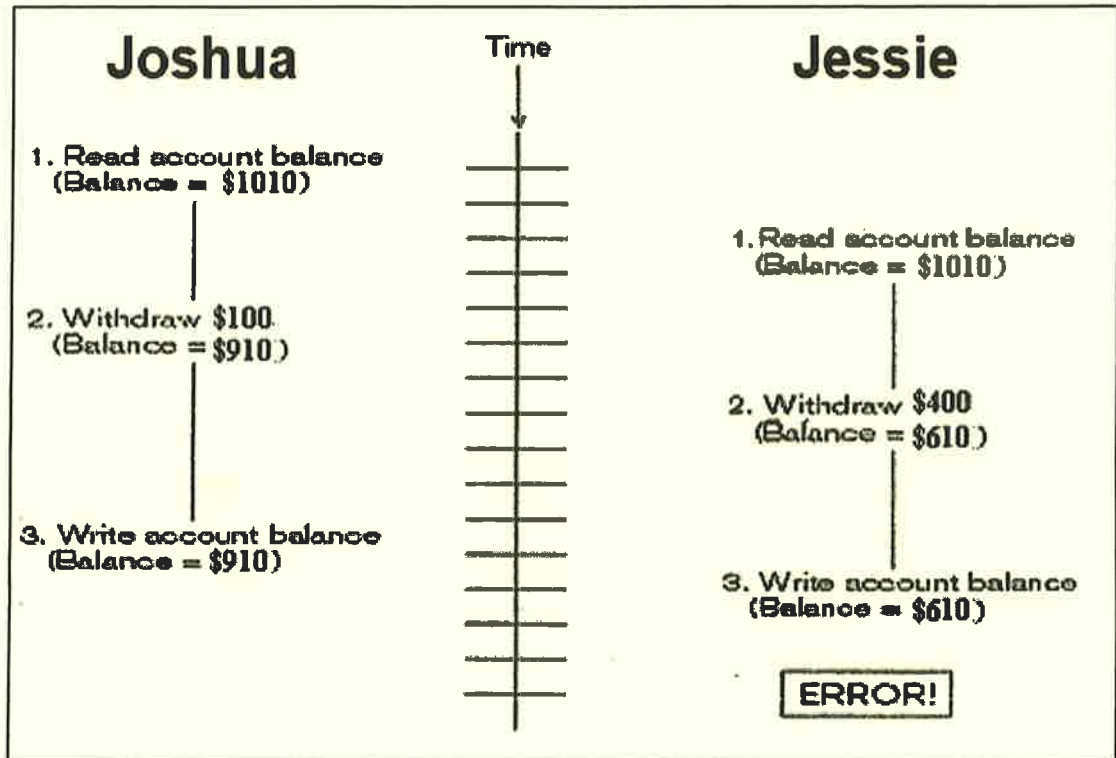 Joshua
1. Read account balance
(Balance = $1010)
2. Withdraw $100
(Balance = $910)
3. Write account balance
(Balance = $910)
Time
Jessie
1. Read account balance
(Balance = $1010)
2. Withdraw $400
(Balance = $610)
3. Write account balance
(Balance = $610)
ERROR!